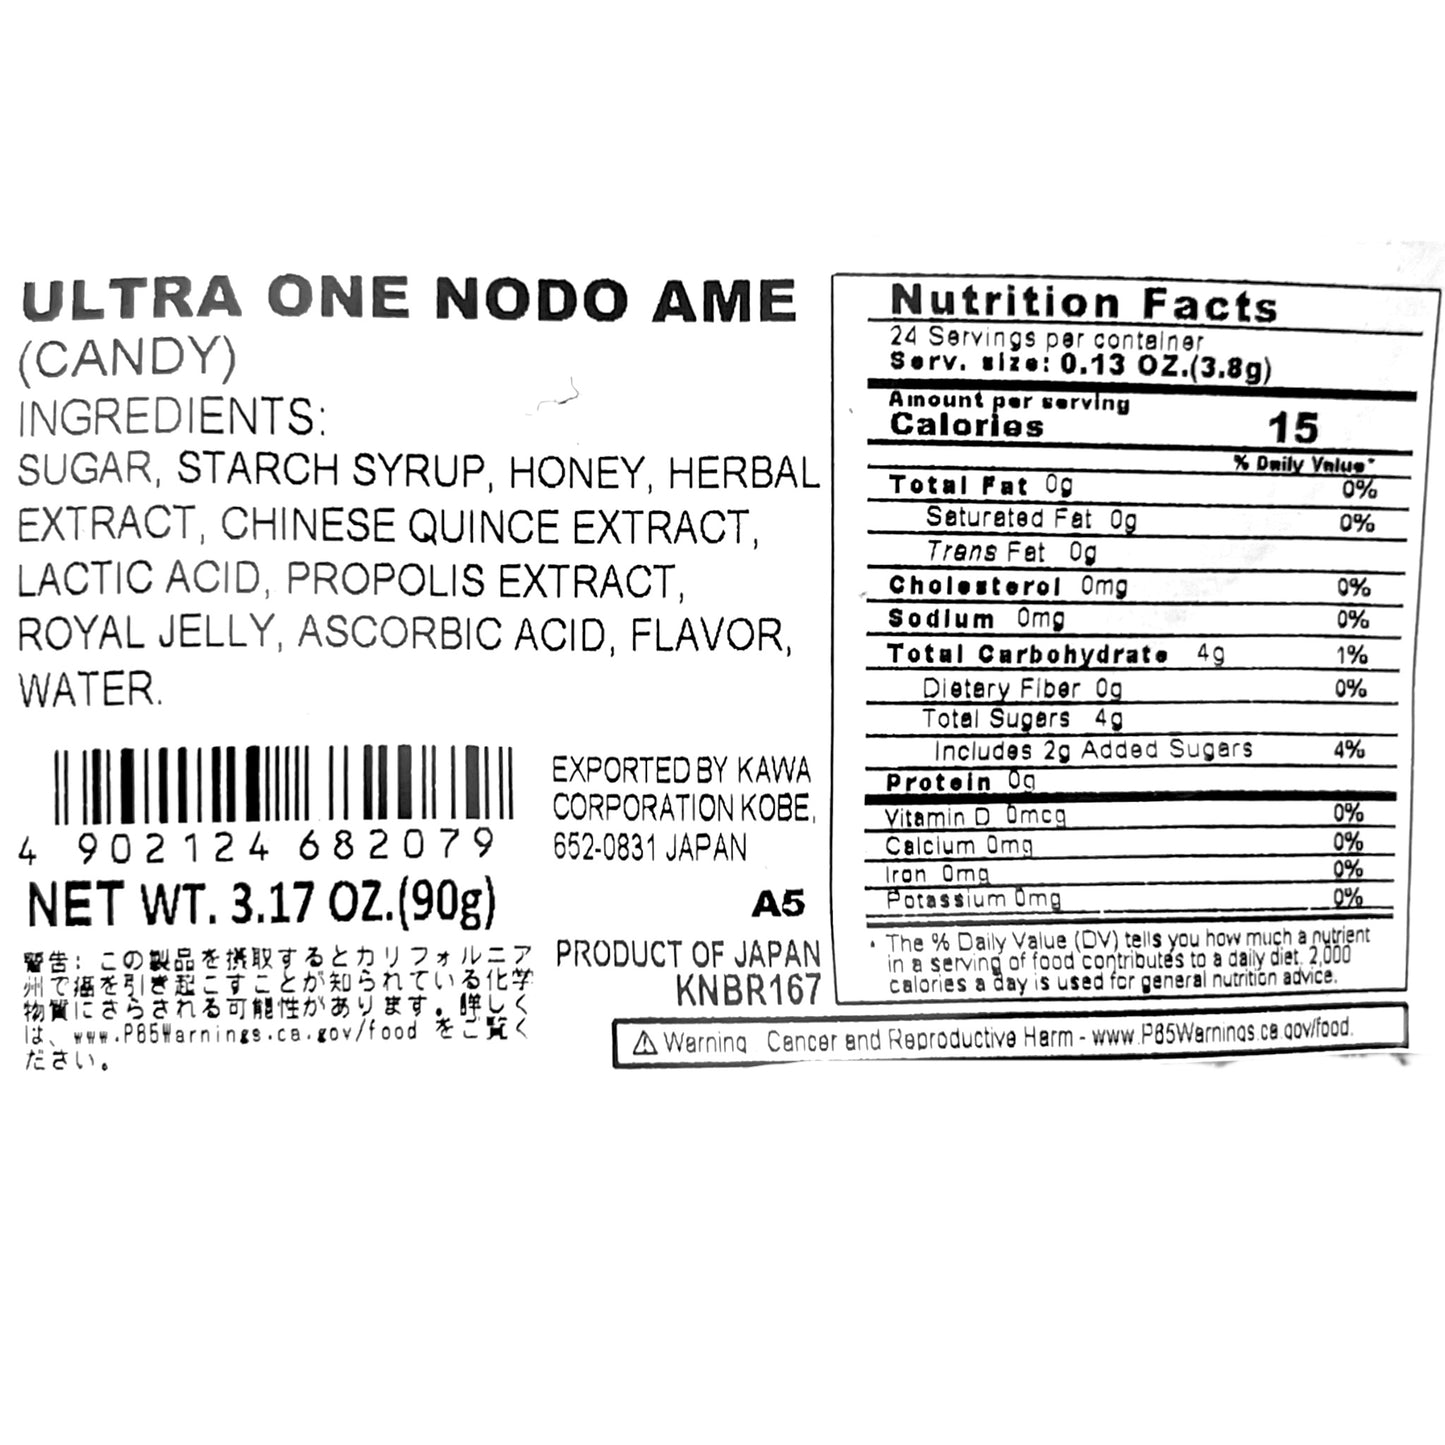 ULTRA ONE NODO AME
(CANDY)
INGREDIENTS:
SUGAR, STARCH SYRUP, HONEY, HERBAL
EXTRACT, CHINESE QUINCE EXTRACT,
LACTIC ACID, PROPOLIS EXTRACT,
ROYAL JELLY, ASCORBIC ACID, FLAVOR,
WATER.
4 902124 682079
NET WT. 3.17 OZ.(90g)
EXPORTED BY KAWA
CORPORATION KOBE,
652-0831 JAPAN
A5
PRODUCT OF JAPAN
KNBR167
警告: この製品を摂取するとカリフォルニア
州で癌を引き起こすことが知られている化学
物質にさらされる可能性があります。詳しく
は、www.P65Warnings.ca.gov/food をご覧く
ださい。
Nutrition Facts
24 Servings per container
Serv. size: 0.13 OZ.(3.8g)
Amount per serving
Calories 15
% Daily Value*
Total Fat 0g 0%
Saturated Fat 0g 0%
Trans Fat 0g
Cholesterol 0mg 0%
Sodium 0mg 0%
Total Carbohydrate 4g 1%
Dietary Fiber 0g 0%
Total Sugars 4g
Includes 2g Added Sugars 4%
Protein 0g
Vitamin D 0mcg 0%
Calcium 0mg 0%
Iron 0mg 0%
Potassium 0mg 0%
* The % Daily Value (DV) tells you how much a nutrient
in a serving of food contributes to a daily diet. 2,000
calories a day is used for general nutrition advice.
⚠ Warning Cancer and Reproductive Harm - www.P65Warnings.ca.gov/food.